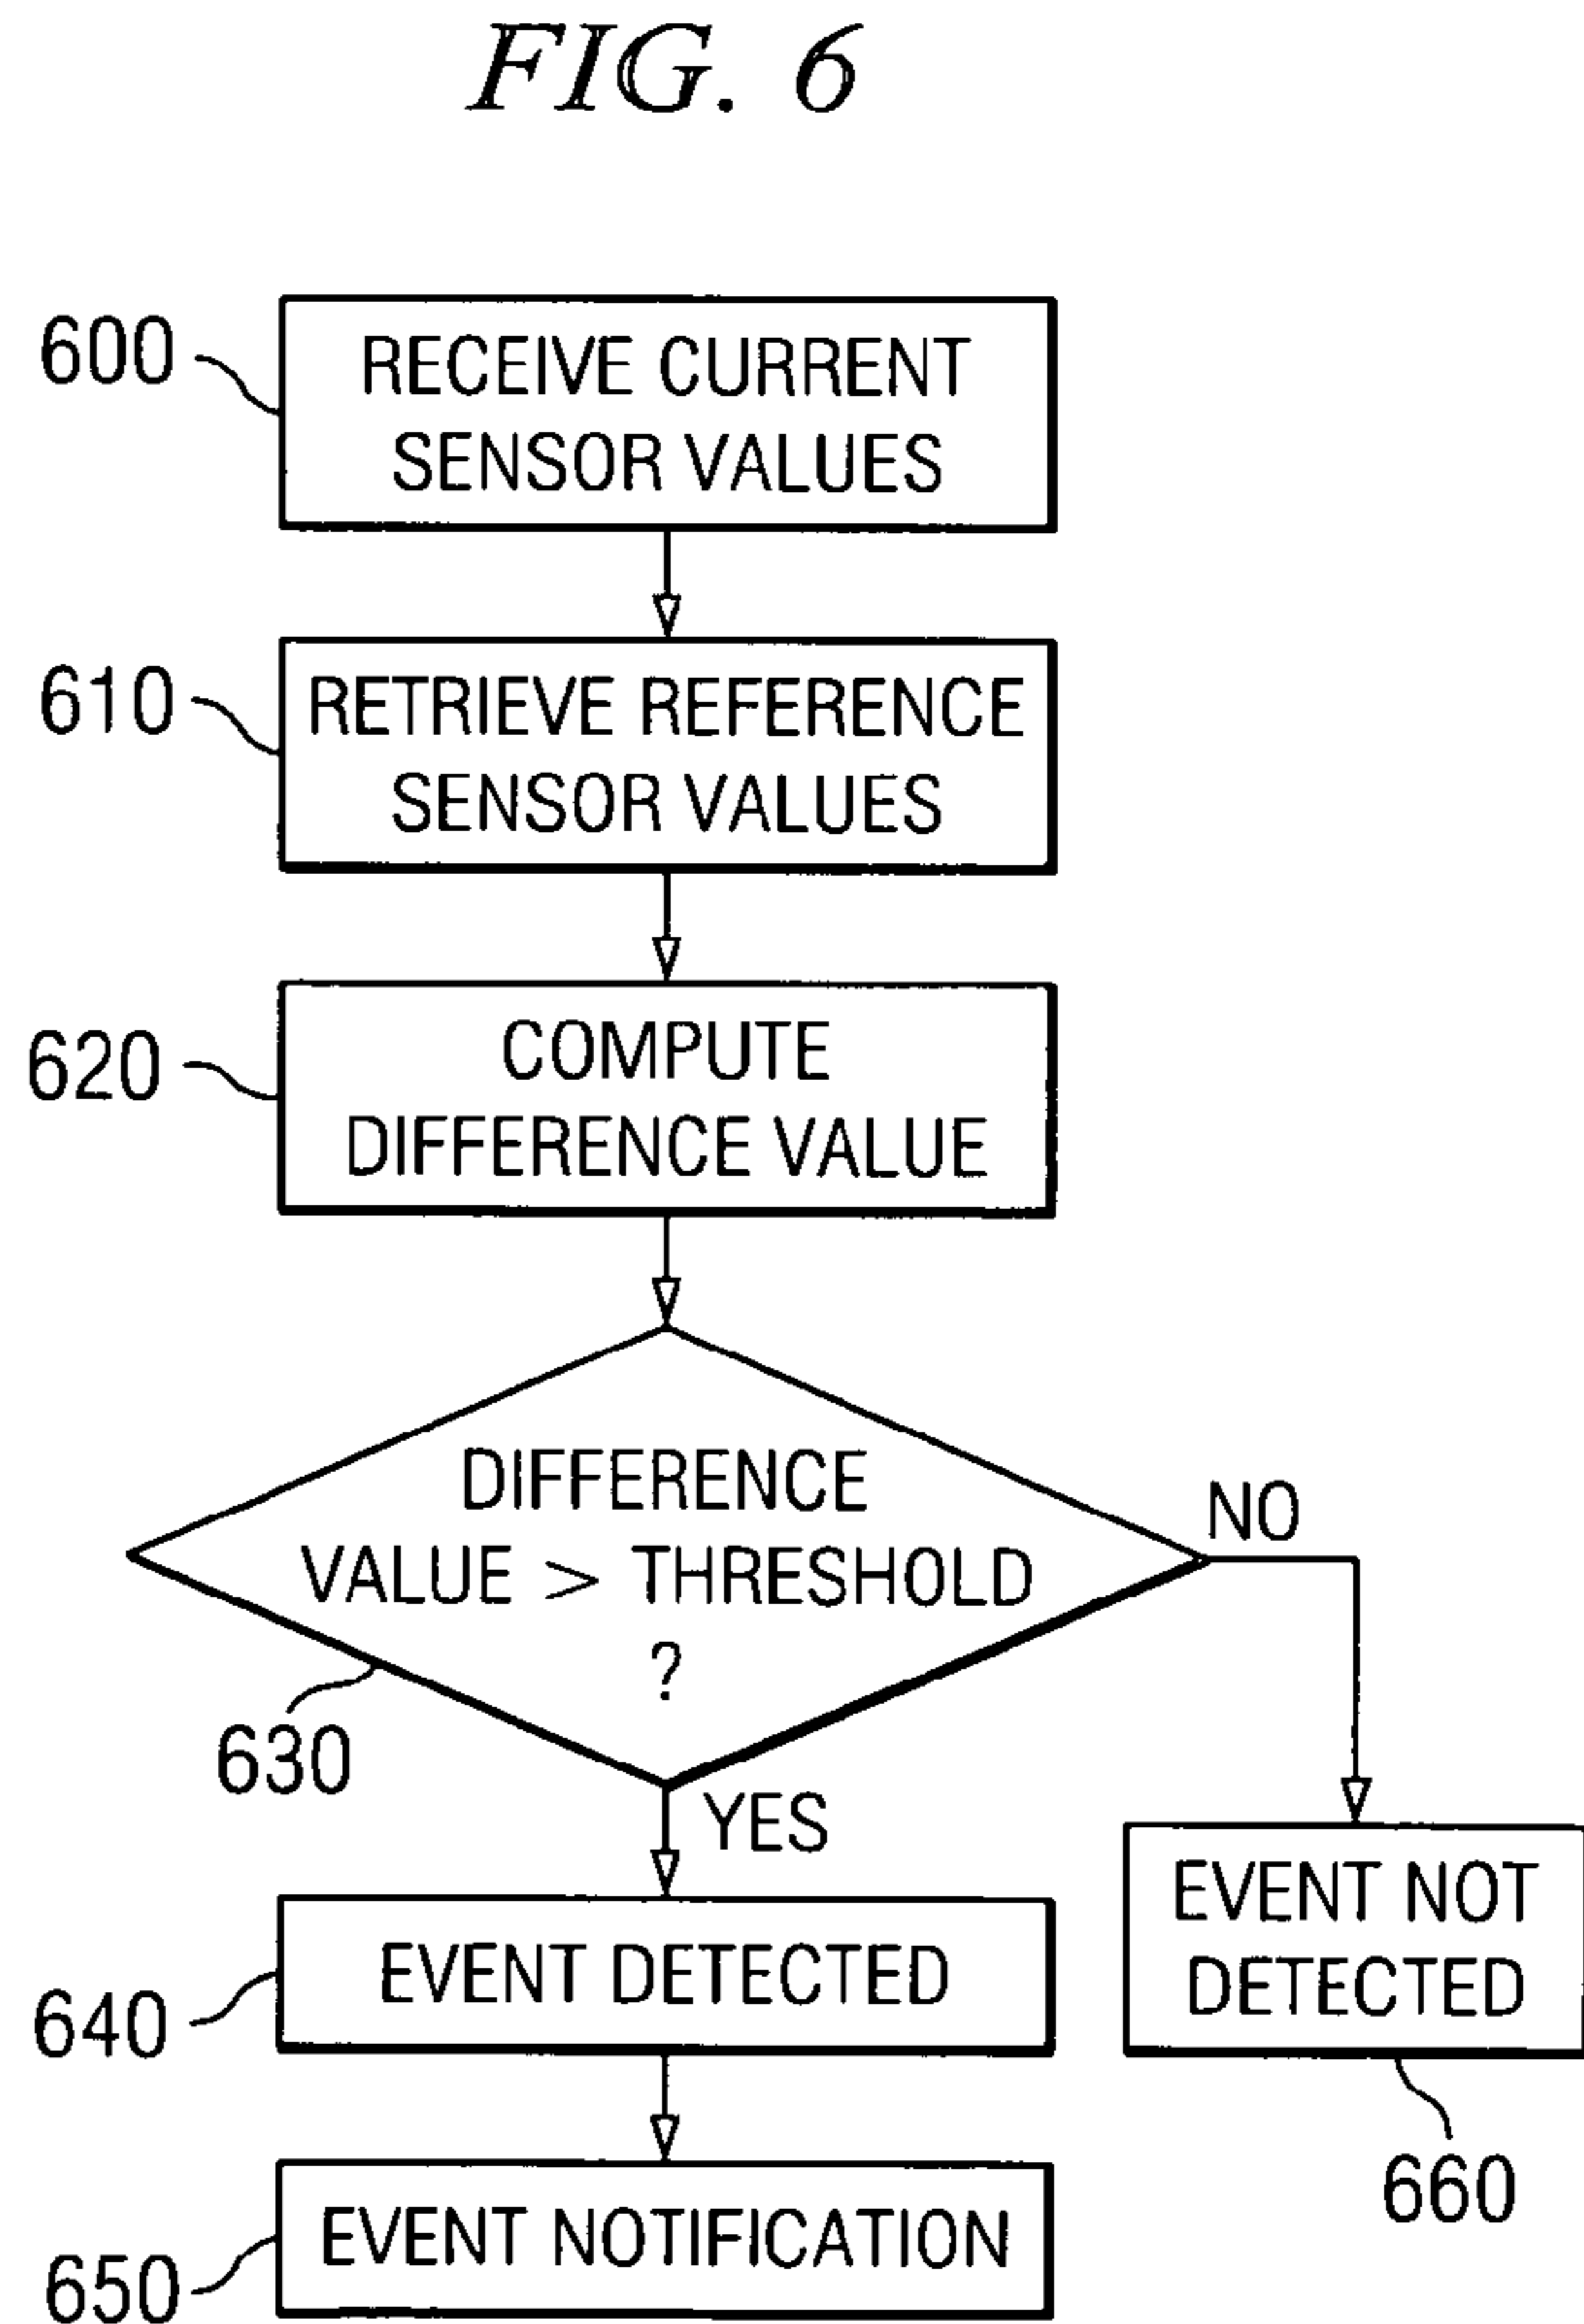 FIG. 6
600
RECEIVE CURRENT
SENSOR VALUES
610
RETRIEVE REFERENCE
SENSOR VALUES
620
COMPUTE
DIFFERENCE VALUE
DIFFERENCE
VALUE > THRESHOLD
?
NO
630
YES
EVENT NOT
DETECTED
640
EVENT DETECTED
660
650
EVENT NOTIFICATION